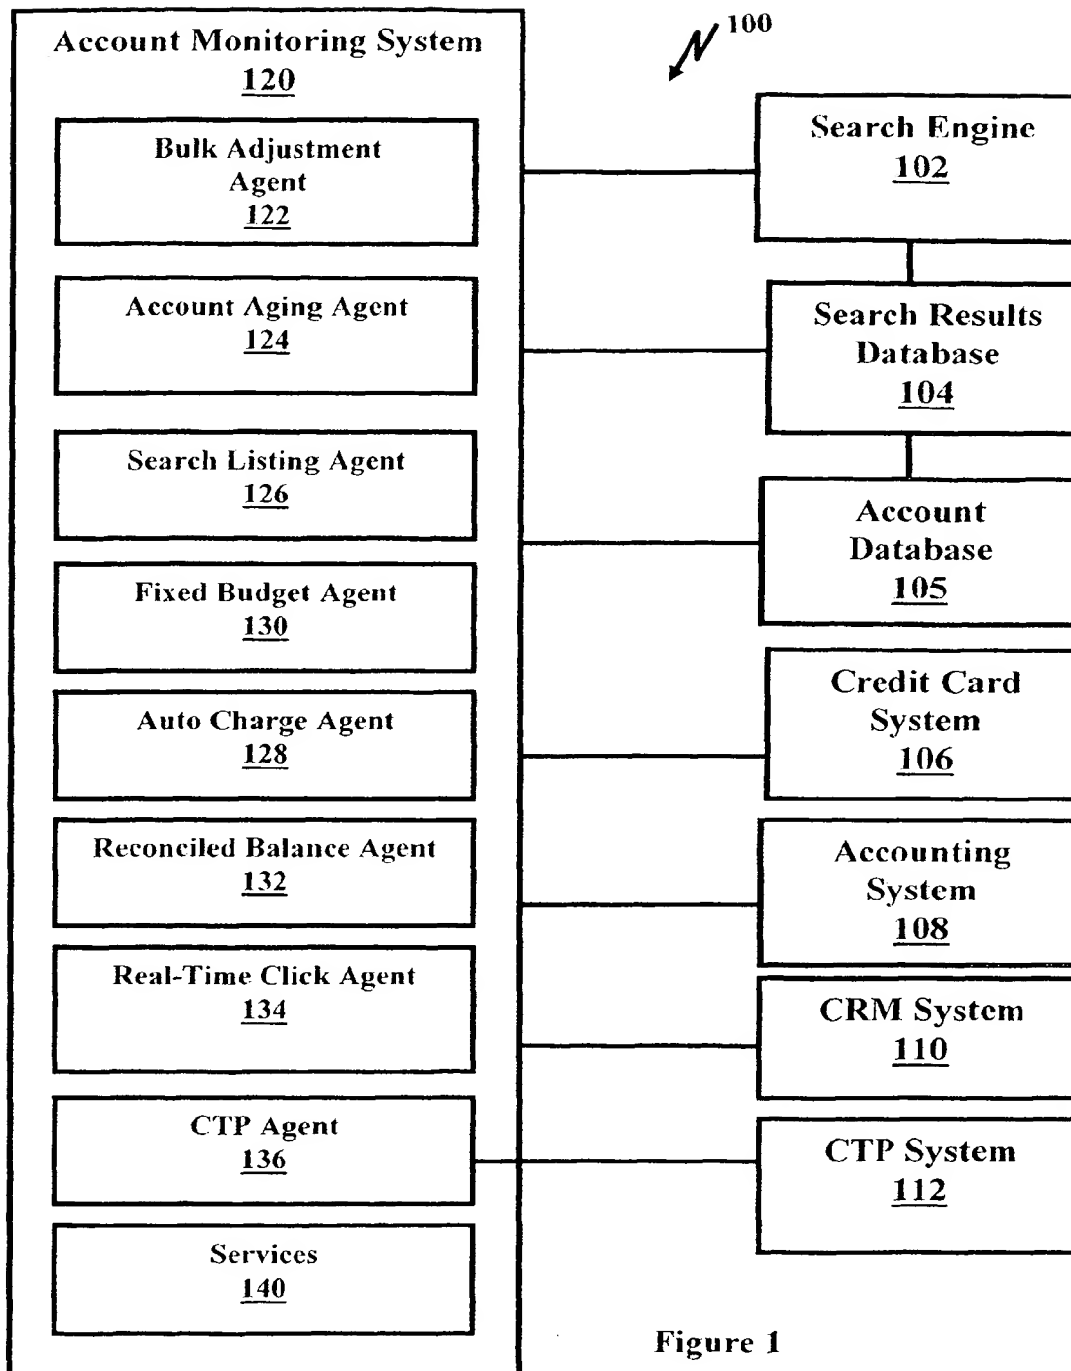 Account Monitoring System
120
Bulk Adjustment
Agent
122
Account Aging Agent
124
Search Listing Agent
126
Fixed Budget Agent
130
Auto Charge Agent
128
Reconciled Balance Agent
132
Real-Time Click Agent
134
CTP Agent
136
Services
140
100
Search Engine
102
Search Results
Database
104
Account
Database
105
Credit Card
System
106
Accounting
System
108
CRM System
110
CTP System
112
Figure 1